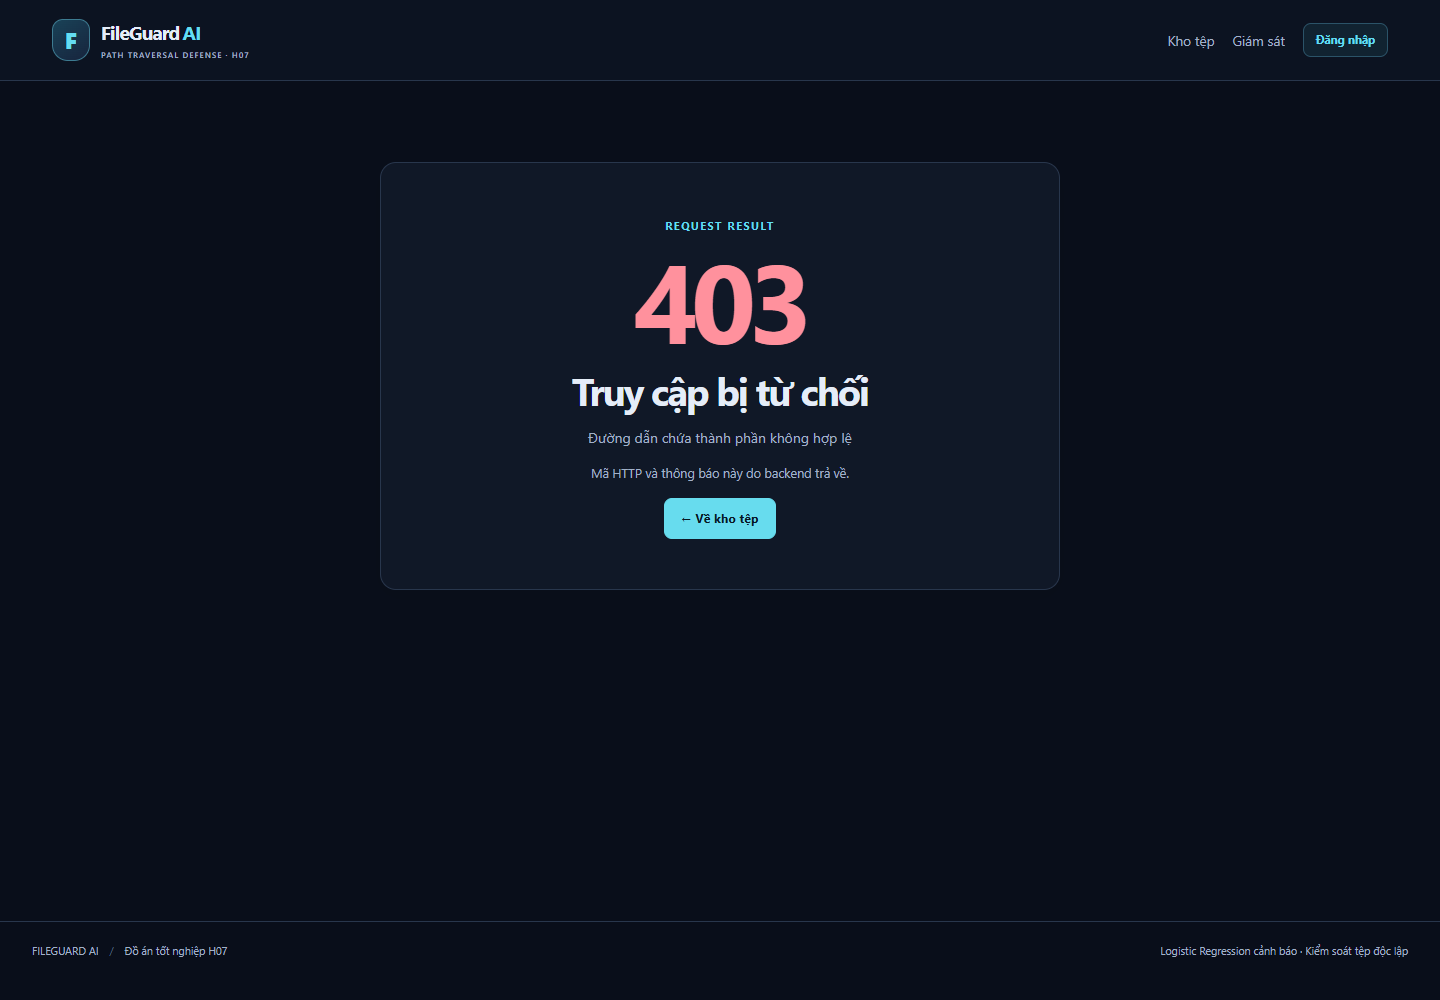 F
FileGuard AI
PATH TRAVERSAL DEFENSE · H07
Kho tệp
Giám sát
Đăng nhập
REQUEST RESULT
403
Truy cập bị từ chối
Đường dẫn chứa thành phần không hợp lệ
Mã HTTP và thông báo này do backend trả về.
← Về kho tệp
FILEGUARD AI / Đồ án tốt nghiệp H07
Logistic Regression cảnh báo · Kiểm soát tệp độc lập